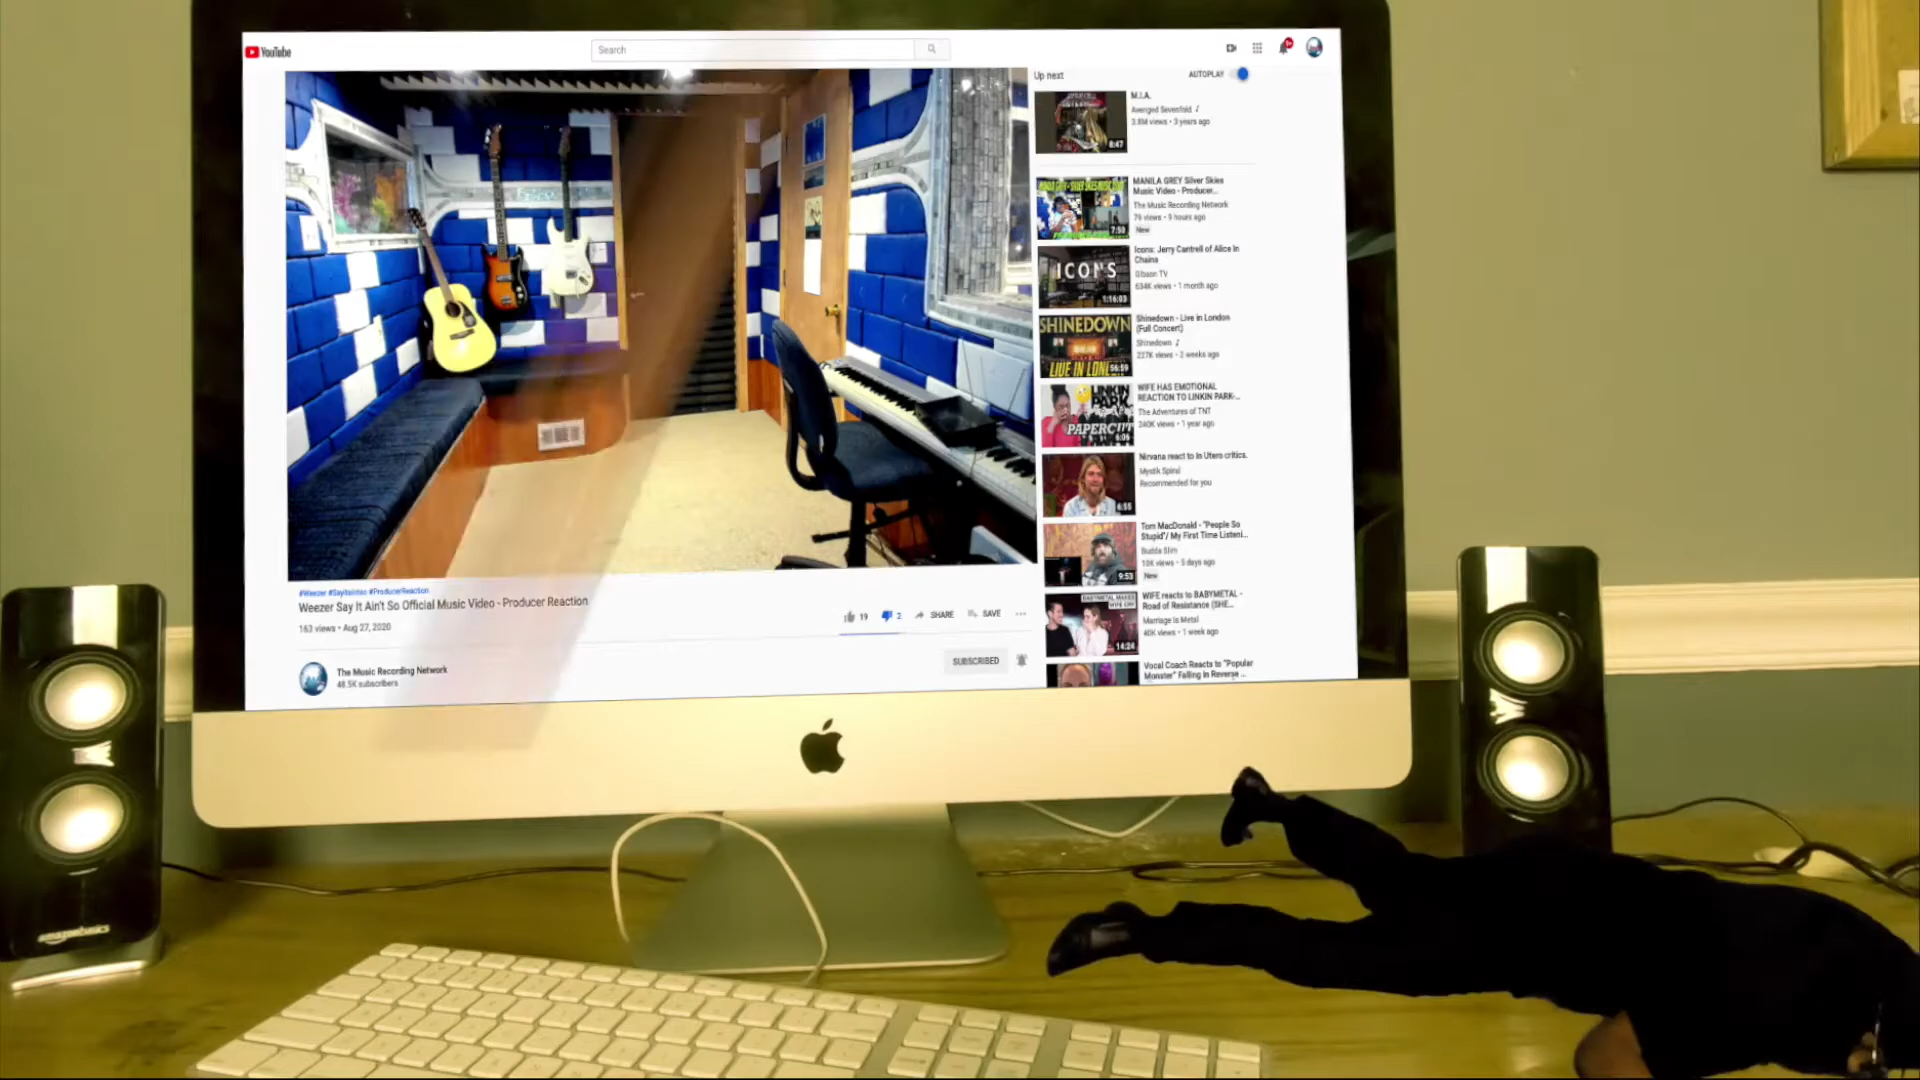 YouTube
Search
Up next
AUTOPLAY
M.I.A.
Avenged Sevenfold
3.8M views • 3 years ago
8:47
MANILA GREY Silver Skies
Music Video - Producer...
The Music Recording Network
79 views • 9 hours ago
New
7:50
ICONS
Icons: Jerry Cantrell of Alice In
Chains
Gibson TV
634K views • 1 month ago
1:16:03
SHINEDOWN
LIVE IN LONDON
Shinedown - Live in London
(Full Concert)
Shinedown
227K views • 2 weeks ago
56:59
LINKIN
PARK
PAPERCUT
WIFE HAS EMOTIONAL
REACTION TO LINKIN PARK-...
The Adventures of TNT
240K views • 1 year ago
6:06
Nirvana react to In Utero critics.
Mystik Spiral
Recommended for you
6:55
Tom MacDonald - "People So
Stupid"/ My First Time Listeni...
Budda Slim
18K views • 5 days ago
New
9:53
BABYMETAL MAKES
WIFE CRY
WIFE reacts to BABYMETAL -
Road of Resistance (SHE...
Marriage Is Metal
40K views • 1 week ago
14:24
Vocal Coach Reacts to "Popular
Monster" Falling In Reverse ...
#Weezer #SayItaintso #ProducerReaction
Weezer Say It Ain't So Official Music Video - Producer Reaction
163 views • Aug 27, 2020
19
2
SHARE
SAVE
The Music Recording Network
48.5K subscribers
SUBSCRIBED
amazonbasics